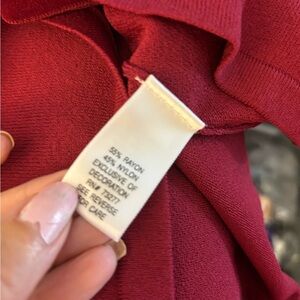 55% RAYON
45% NYLON
EXCLUSIVE OF
DECORATION
RN# 73277
SEE REVERSE
FOR CARE